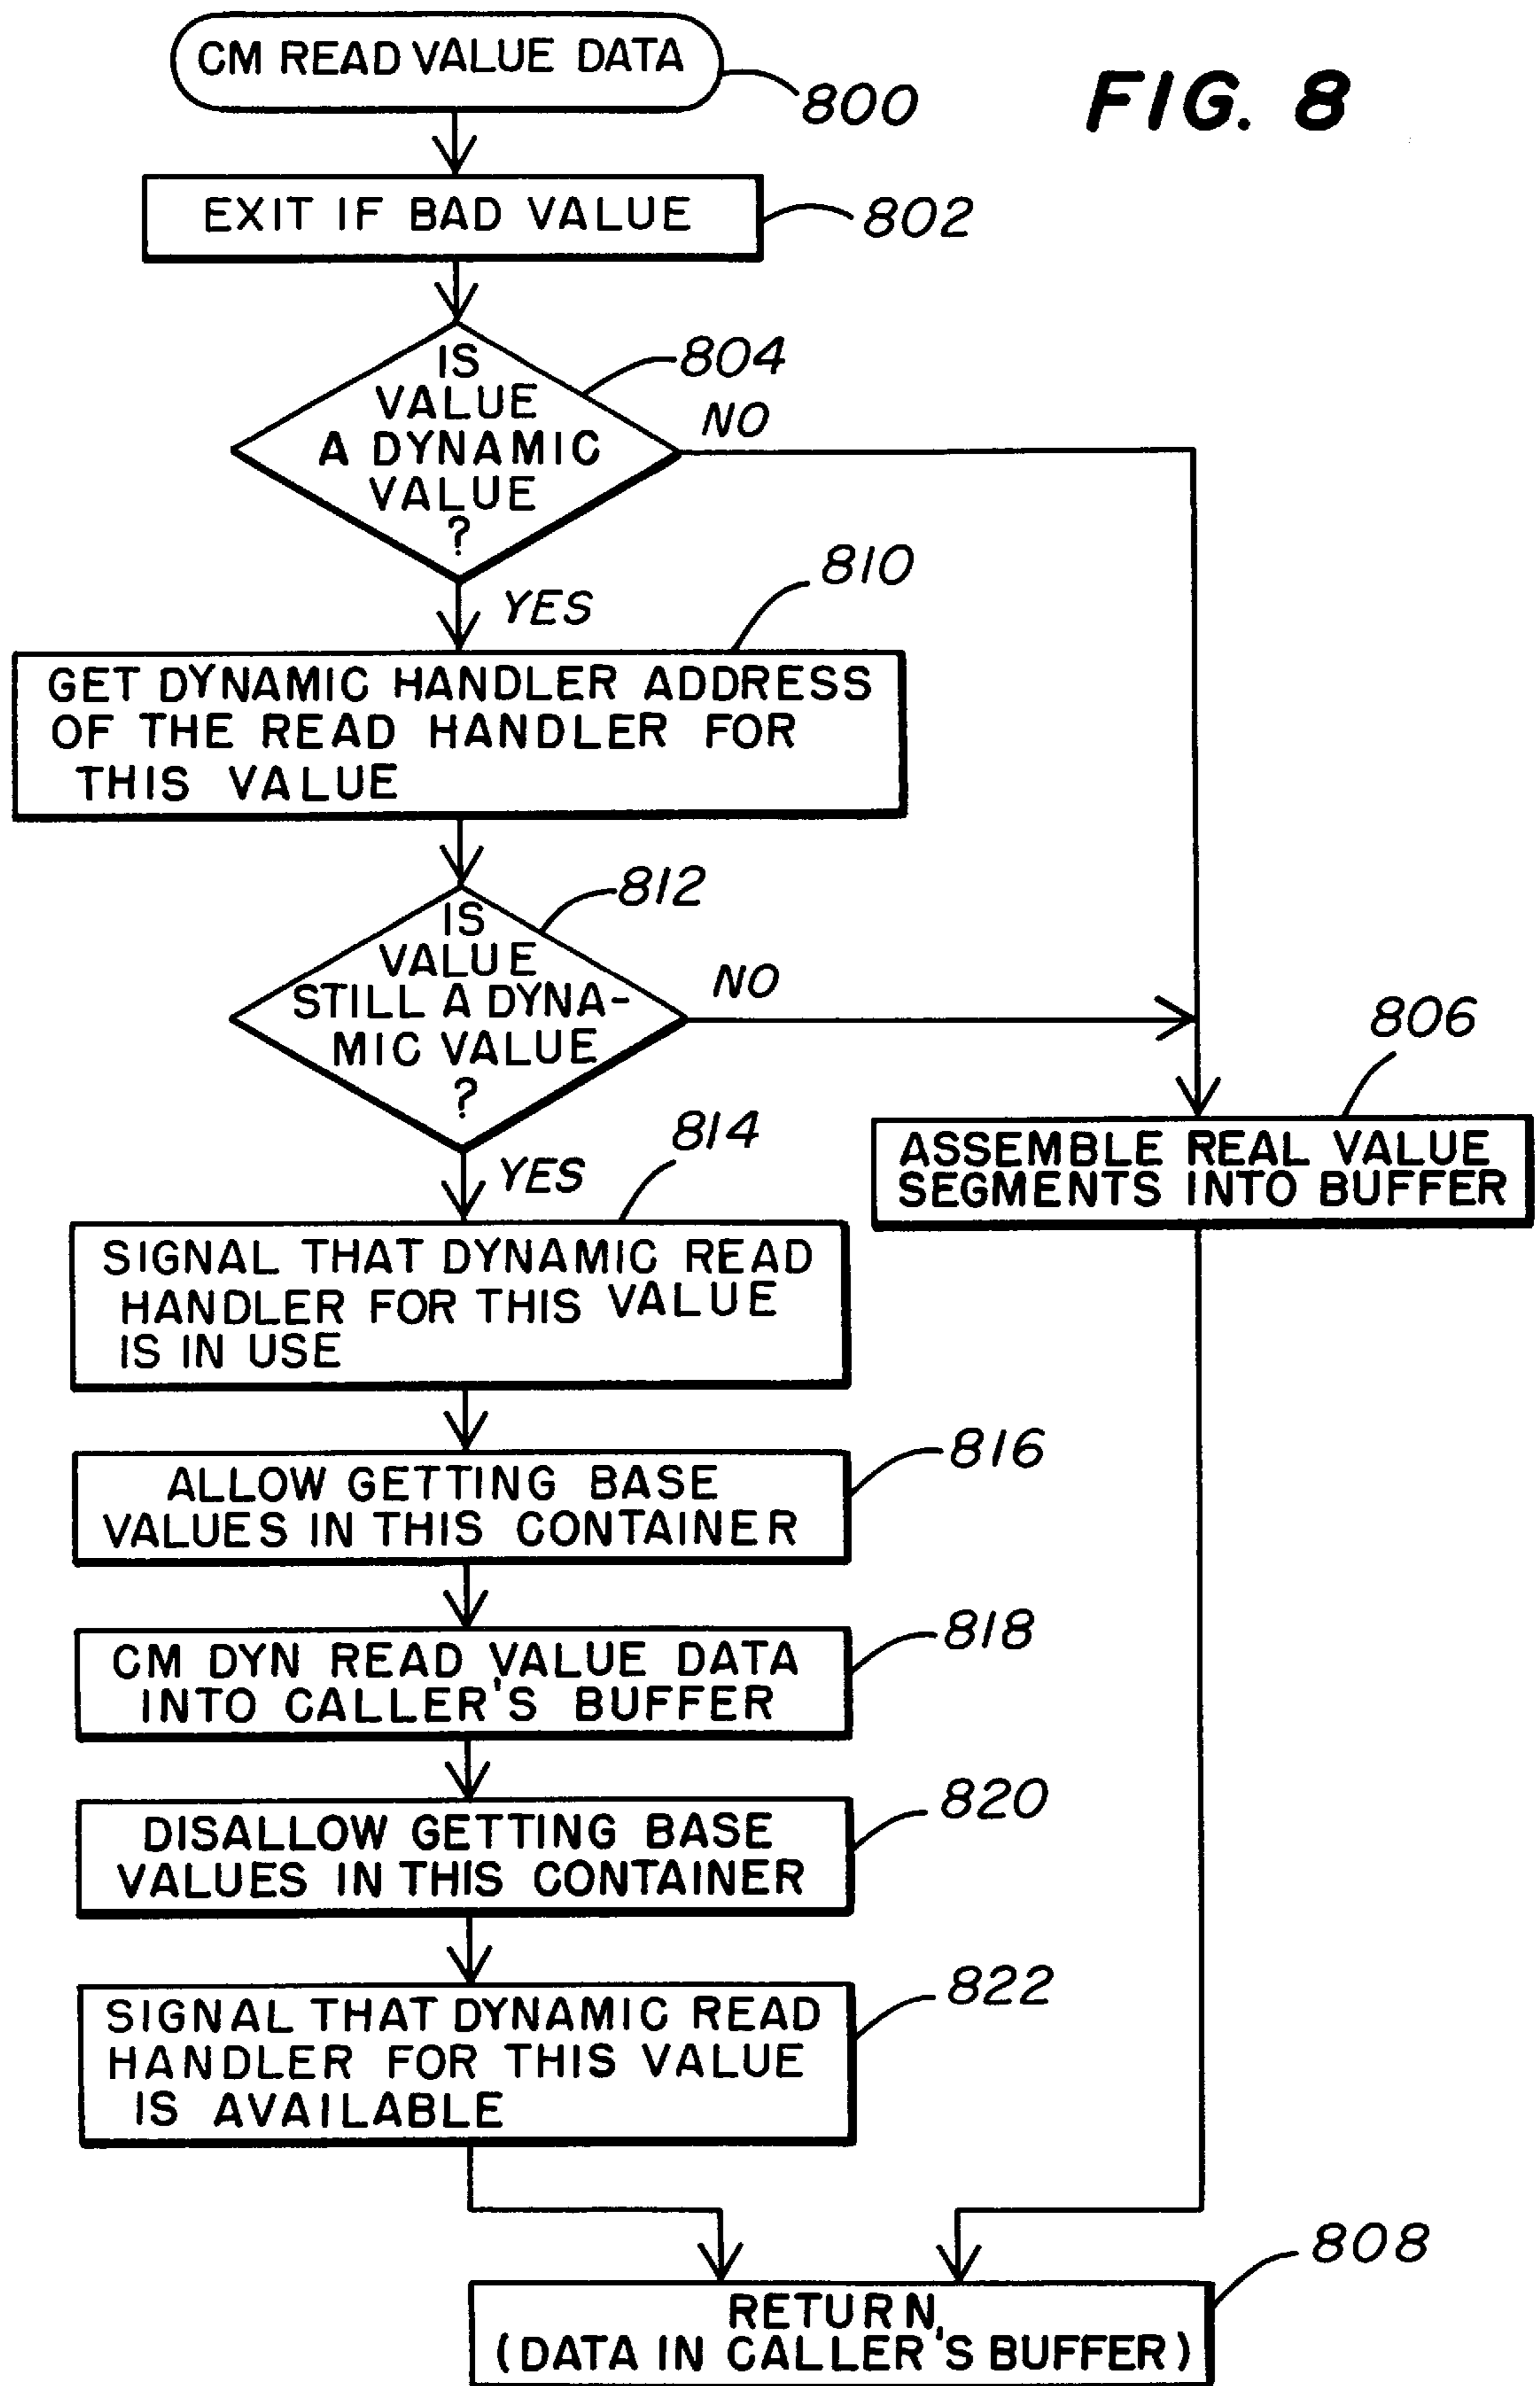 CM READ VALUE DATA
800
FIG. 8
EXIT IF BAD VALUE
802
IS
VALUE
A DYNAMIC
VALUE
?
804
NO
YES
810
GET DYNAMIC HANDLER ADDRESS
OF THE READ HANDLER FOR
THIS VALUE
812
IS
VALUE
STILL A DYNA-
MIC VALUE
?
NO
YES
806
ASSEMBLE REAL VALUE
SEGMENTS INTO BUFFER
814
SIGNAL THAT DYNAMIC READ
HANDLER FOR THIS VALUE
IS IN USE
816
ALLOW GETTING BASE
VALUES IN THIS CONTAINER
818
CM DYN READ VALUE DATA
INTO CALLER'S BUFFER
820
DISALLOW GETTING BASE
VALUES IN THIS CONTAINER
822
SIGNAL THAT DYNAMIC READ
HANDLER FOR THIS VALUE
IS AVAILABLE
808
RETURN
(DATA IN CALLER'S BUFFER)